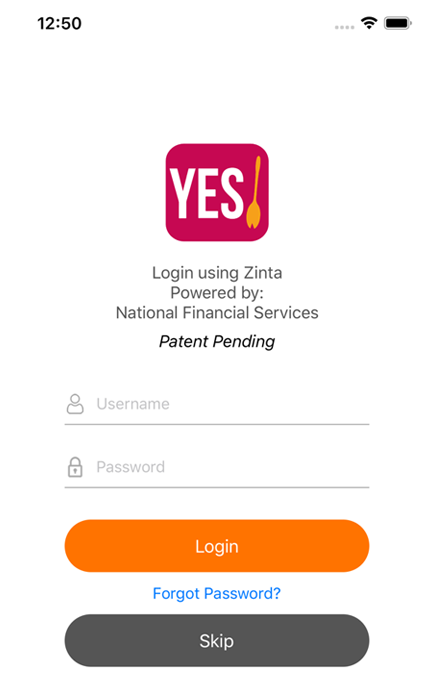 12:50
YES
Login using Zinta
Powered by:
National Financial Services
Patent Pending
Username
Password
Login
Forgot Password?
Skip